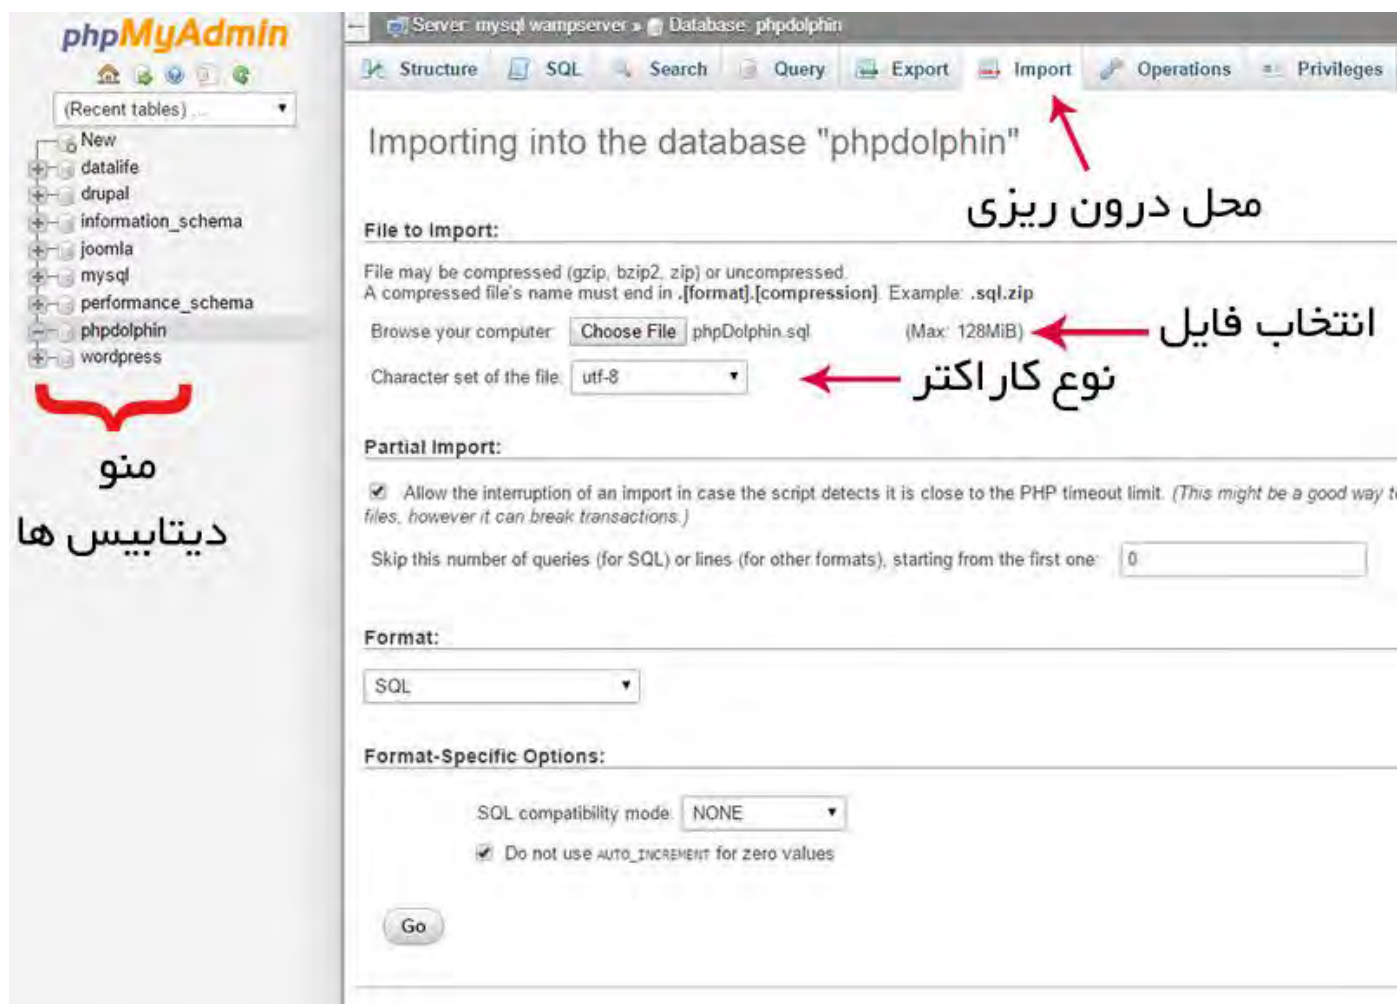 phpMyAdmin
(Recent tables) ...
New
datalife
drupal
information_schema
joomla
mysql
performance_schema
phpdolphin
wordpress
منو
دیتابیس ها
Server: mysql wampserver » Database: phpdolphin
Structure SQL Search Query Export Import Operations Privileges
Importing into the database "phpdolphin"
محل درون ریزی
File to Import:
File may be compressed (gzip, bzip2, zip) or uncompressed.
A compressed file's name must end in .[format].[compression]. Example: .sql.zip
Browse your computer: Choose File phpDolphin.sql (Max: 128MiB) انتخاب فایل
Character set of the file: utf-8 نوع کاراکتر
Partial Import:
Allow the interruption of an import in case the script detects it is close to the PHP timeout limit. (This might be a good way to
files, however it can break transactions.)
Skip this number of queries (for SQL) or lines (for other formats), starting from the first one: 0
Format:
SQL
Format-Specific Options:
SQL compatibility mode: NONE
Do not use AUTO_INCREMENT for zero values
Go